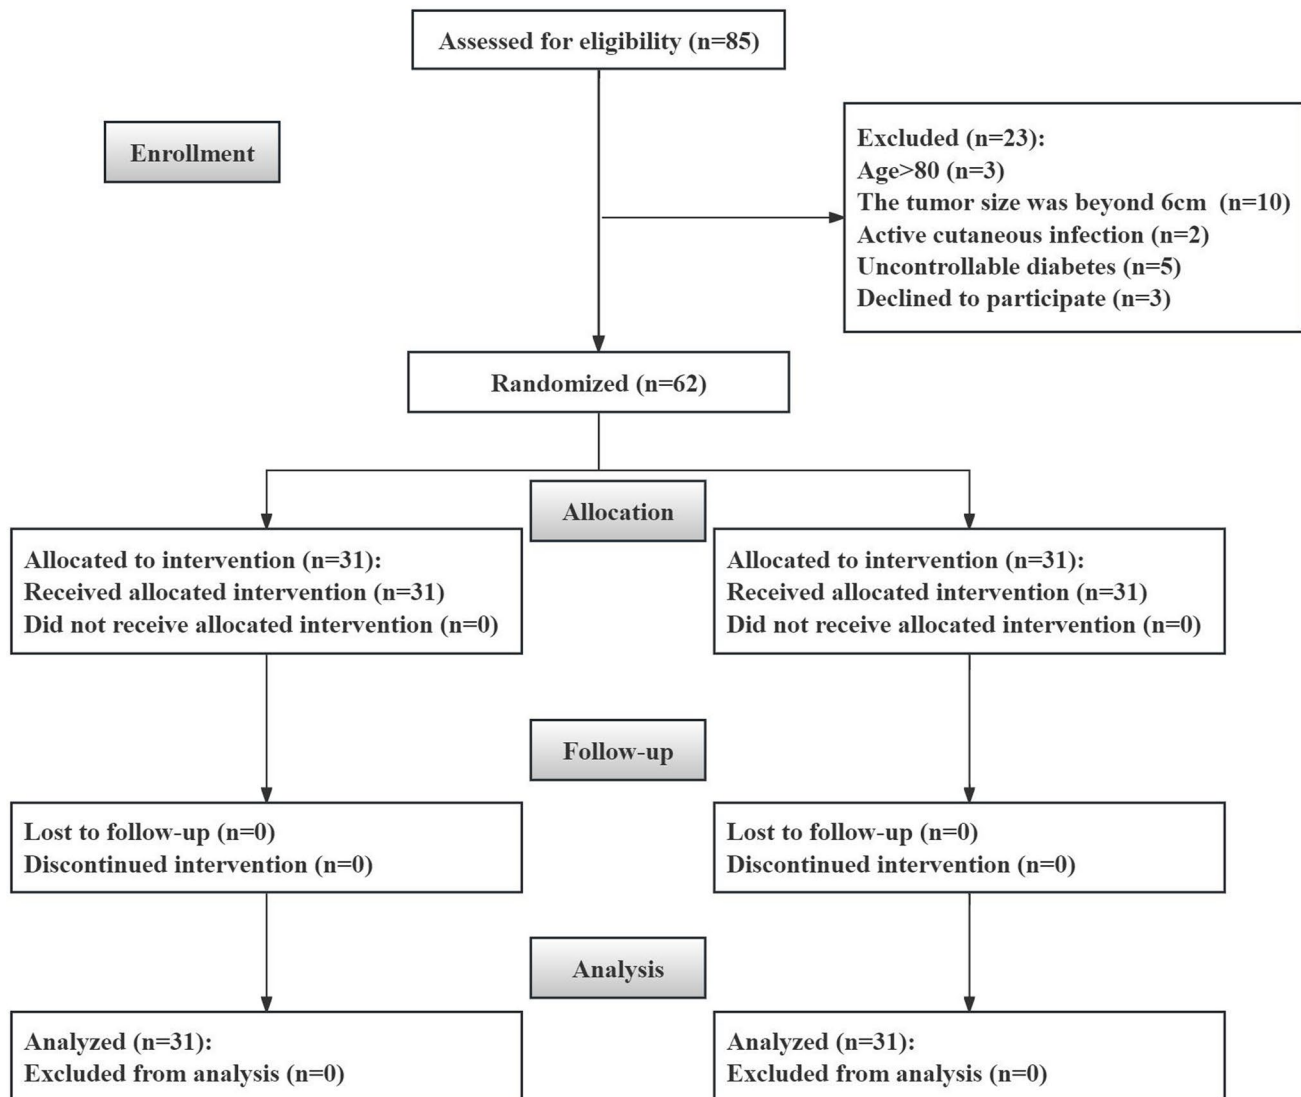 Assessed for eligibility (n=85)
Enrollment
Excluded (n=23):
Age>80 (n=3)
The tumor size was beyond 6cm  (n=10)
Active cutaneous infection (n=2)
Uncontrollable diabetes (n=5)
Declined to participate (n=3)
Randomized (n=62)
Allocation
Allocated to intervention (n=31):
Received allocated intervention (n=31)
Did not receive allocated intervention (n=0)
Allocated to intervention (n=31):
Received allocated intervention (n=31)
Did not receive allocated intervention (n=0)
Follow-up
Lost to follow-up (n=0)
Discontinued intervention (n=0)
Lost to follow-up (n=0)
Discontinued intervention (n=0)
Analysis
Analyzed (n=31):
Excluded from analysis (n=0)
Analyzed (n=31):
Excluded from analysis (n=0)